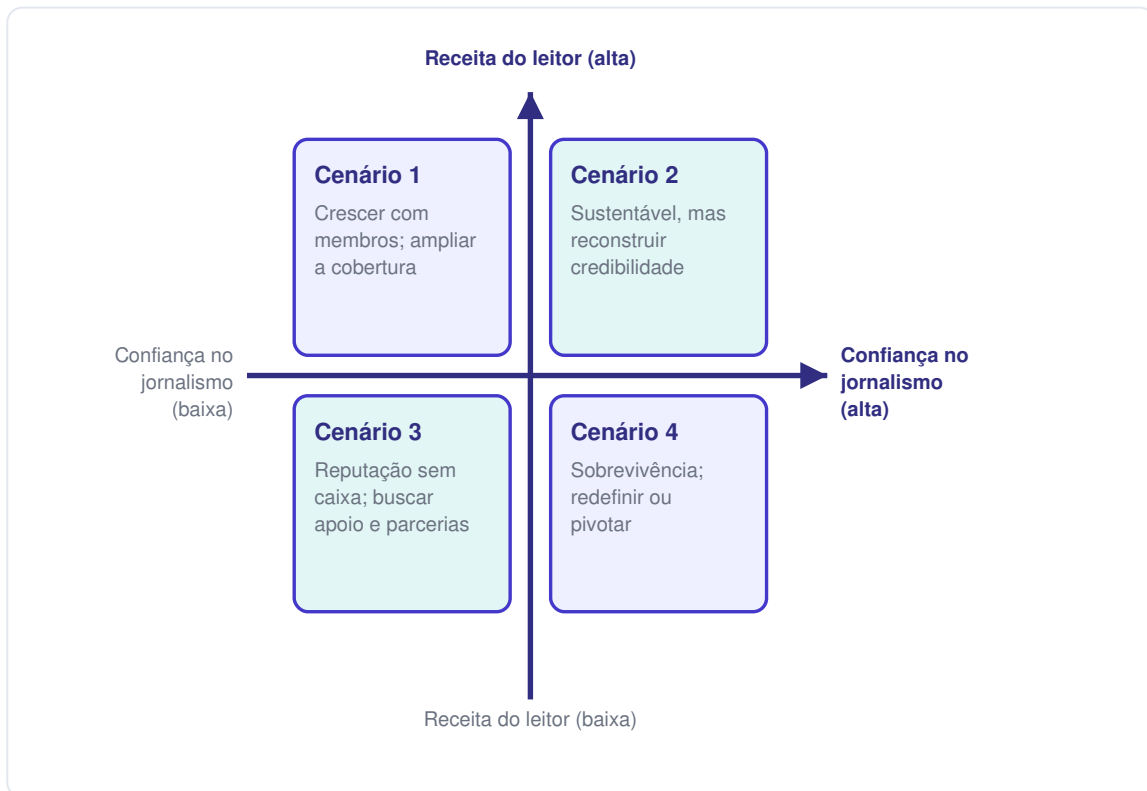 Receita do leitor (alta)
Cenário 1
Crescer com
membros; ampliar
a cobertura
Cenário 2
Sustentável, mas
reconstruir
credibilidade
Confiança no
jornalismo
(baixa)
Confiança no
jornalismo
(alta)
Cenário 3
Reputação sem
caixa; buscar
apoio e parcerias
Cenário 4
Sobrevivência;
redefinir ou
pivotar
Receita do leitor (baixa)